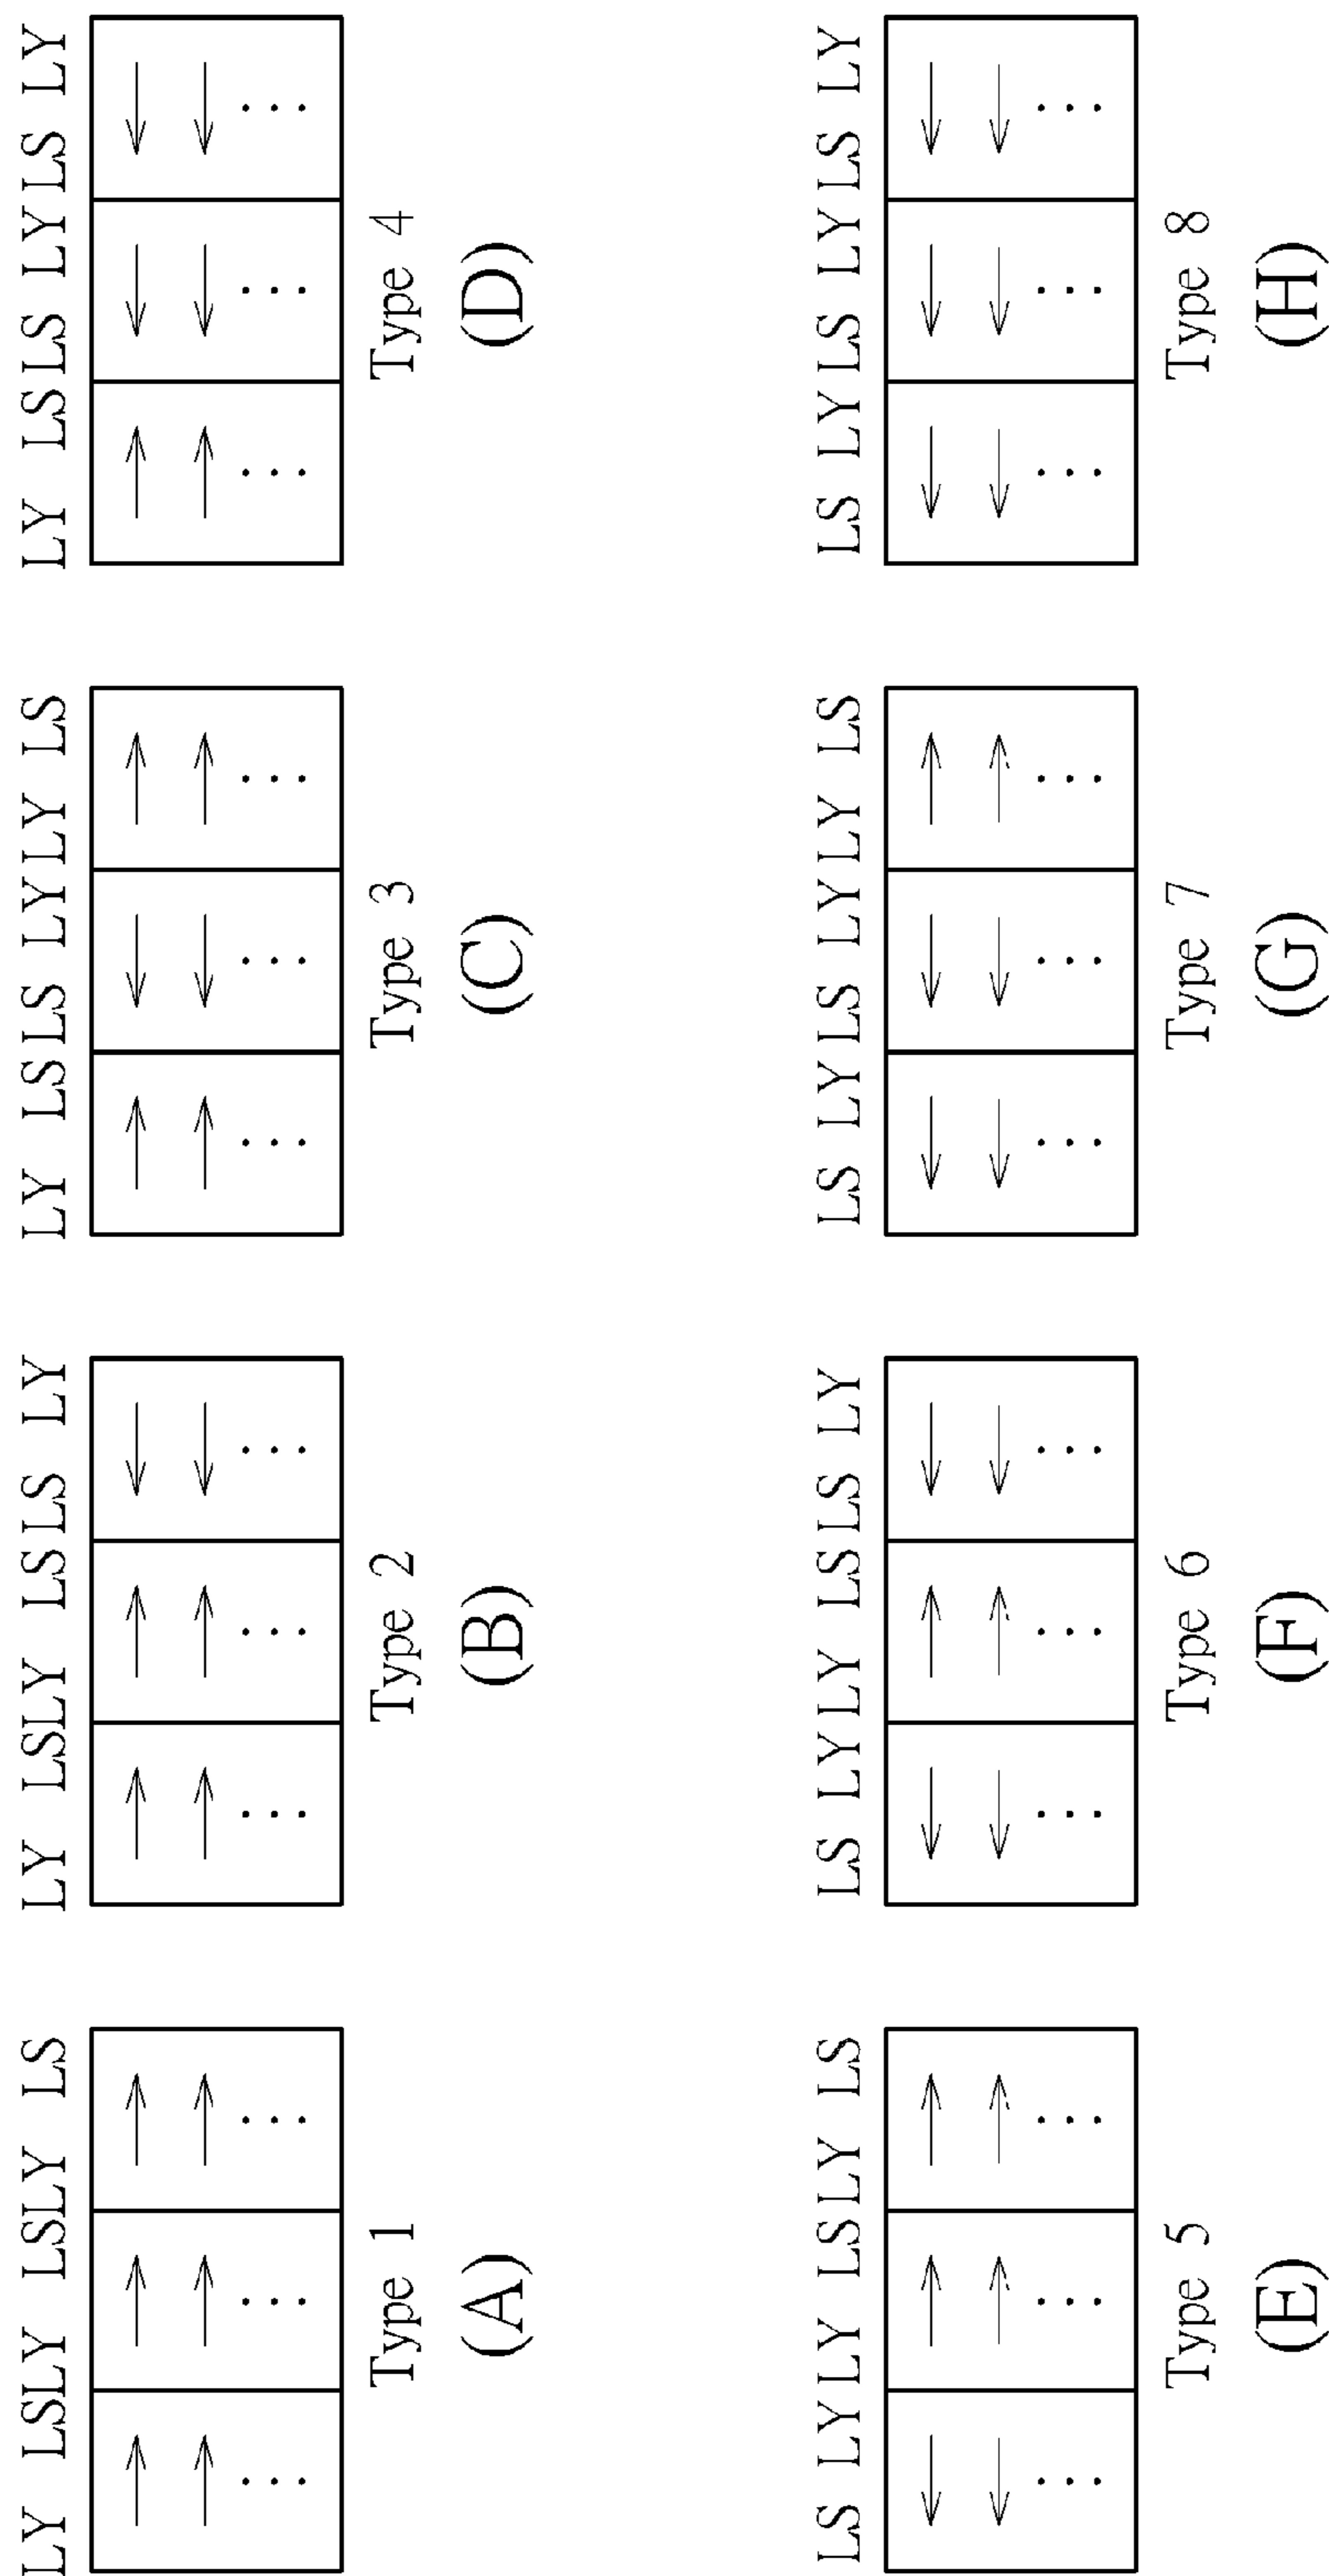 LY LSLY LSLY LS
Type 1
(A)
LY LSLY LSLS LY
Type 2
(B)
LY LSLS LYLY LS
Type 3
(C)
LY LSLS LYLS LY
Type 4
(D)
LS LYLY LSLY LS
Type 5
(E)
LS LYLY LSLS LY
Type 6
(F)
LS LYLS LYLY LS
Type 7
(G)
LS LYLS LYLS LY
Type 8
(H)